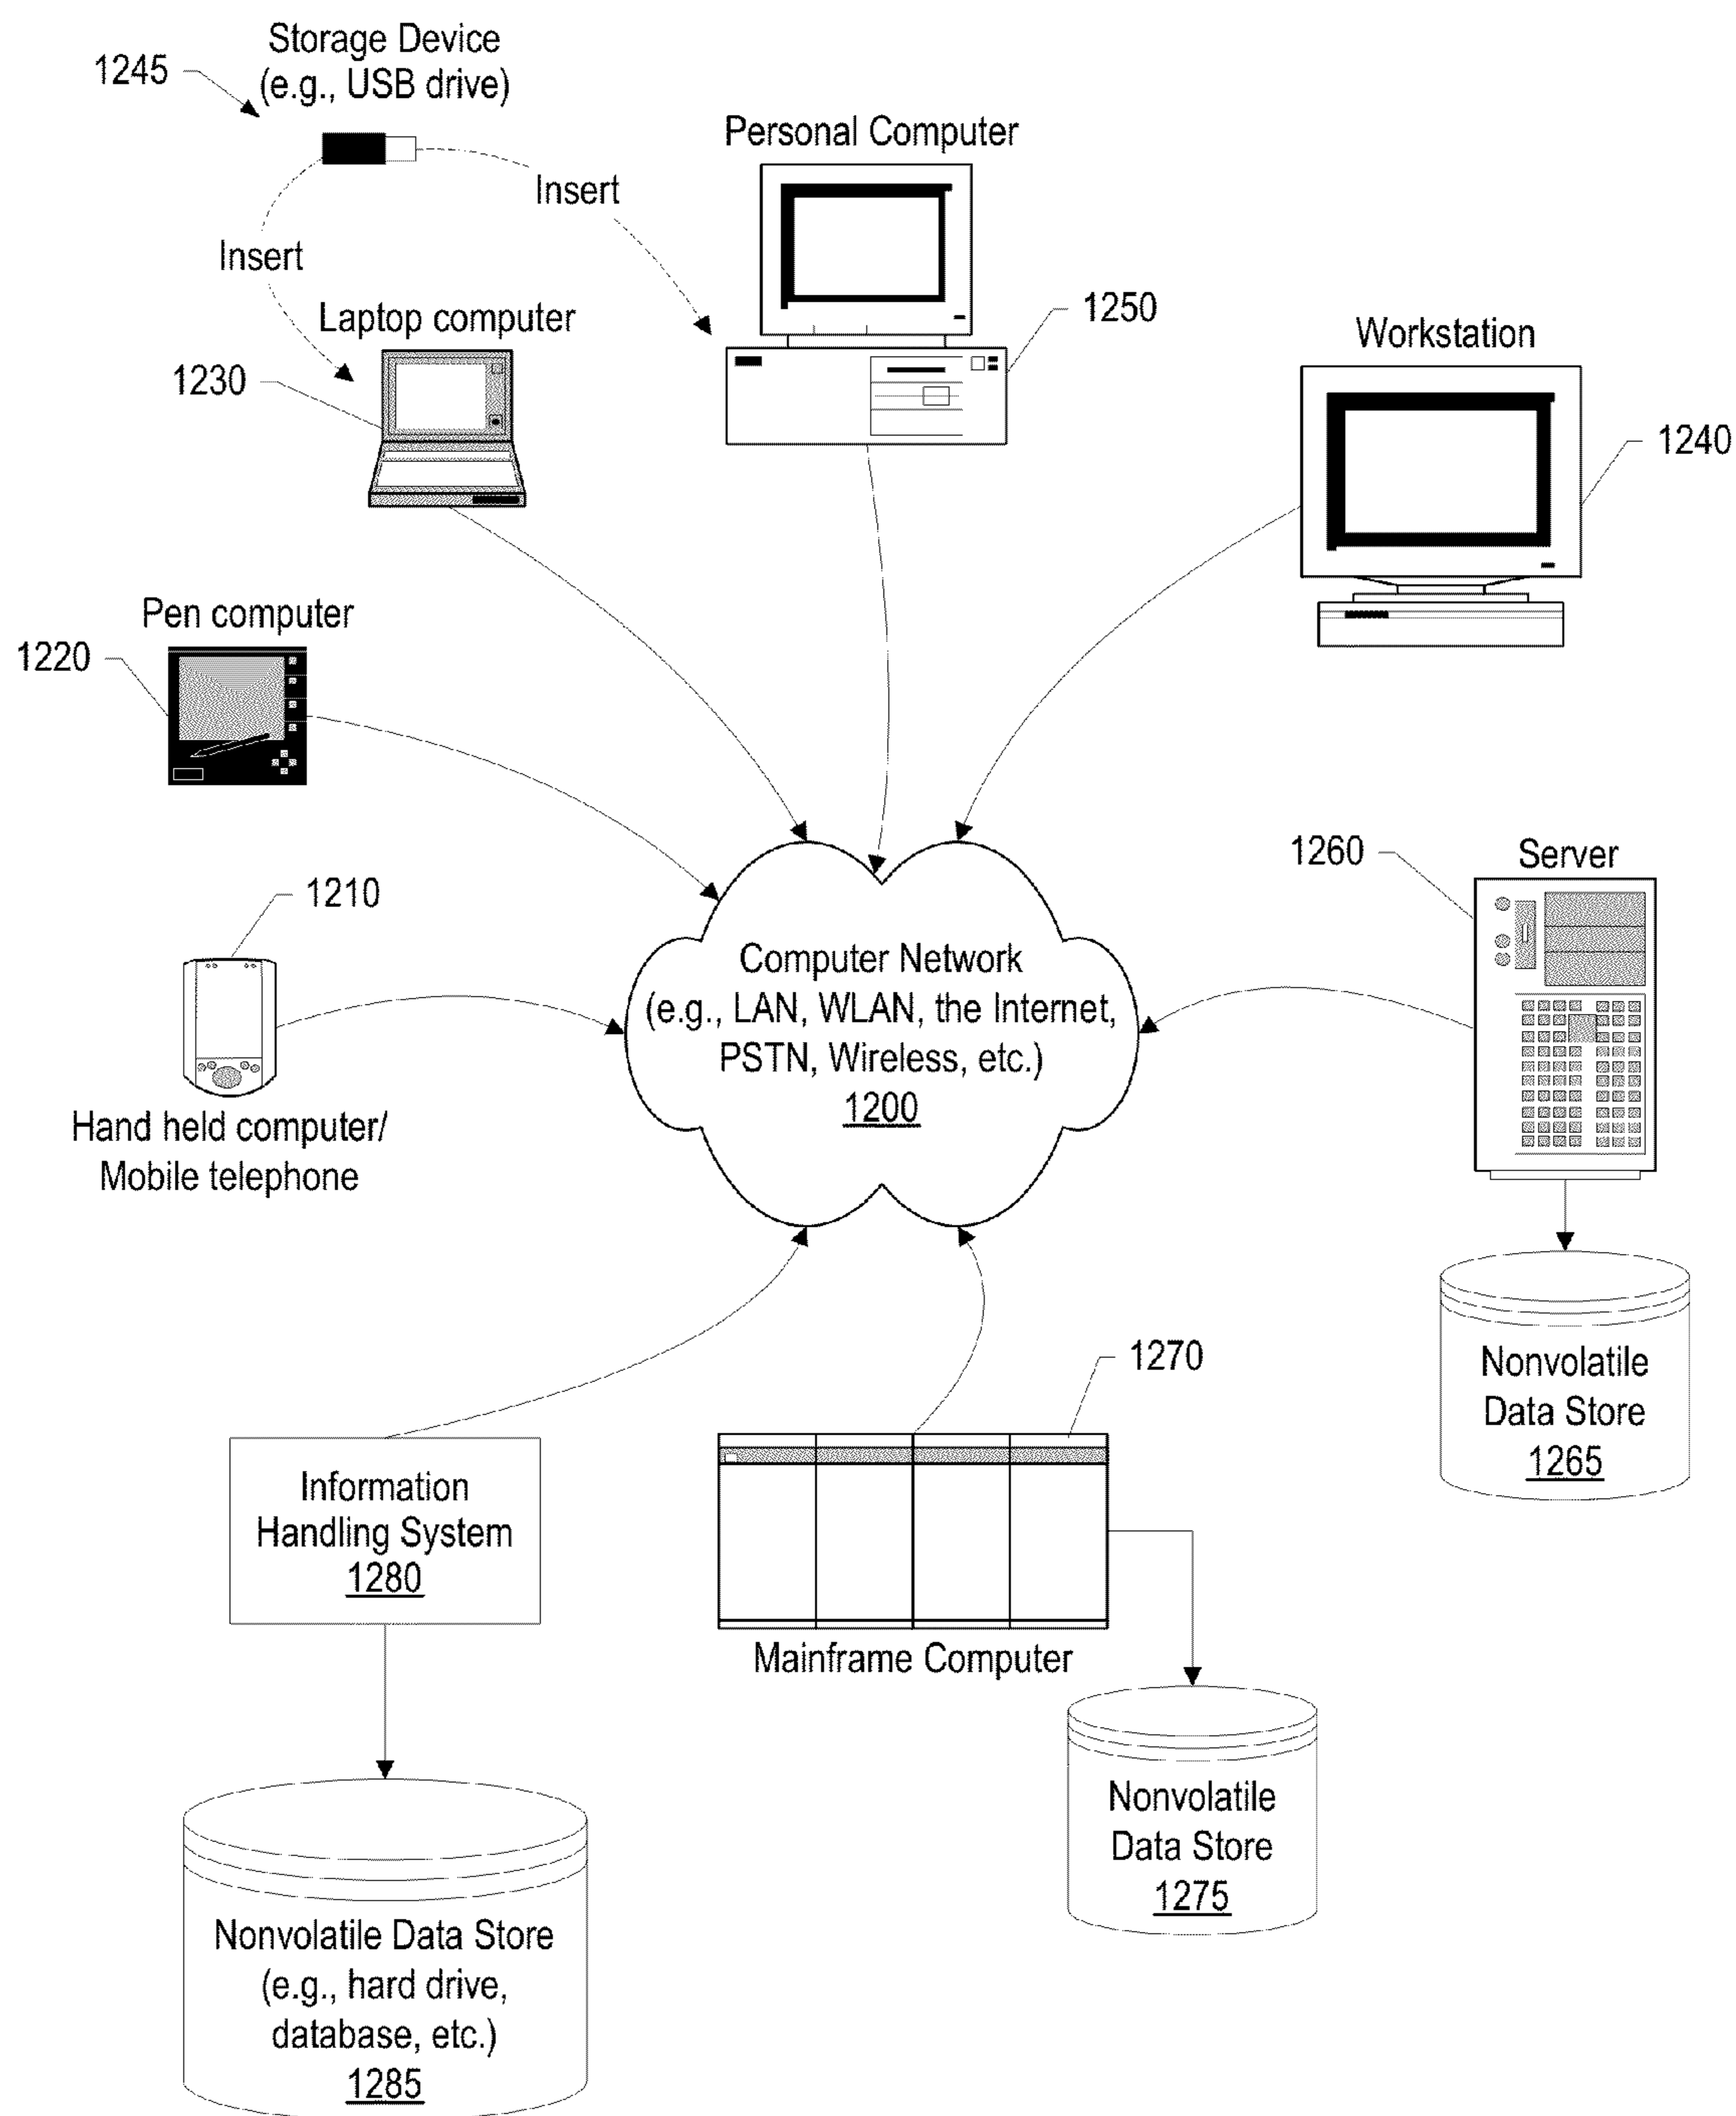 Storage Device
(e.g., USB drive)
1245
Personal Computer
Insert
Insert
Laptop computer
1250
Workstation
1230
1240
Pen computer
1220
1260
Server
1210
Computer Network
(e.g., LAN, WLAN, the Internet,
PSTN, Wireless, etc.)
1200
Hand held computer/
Mobile telephone
1270
Nonvolatile
Data Store
1265
Information
Handling System
1280
Mainframe Computer
Nonvolatile
Data Store
1275
Nonvolatile Data Store
(e.g., hard drive,
database, etc.)
1285